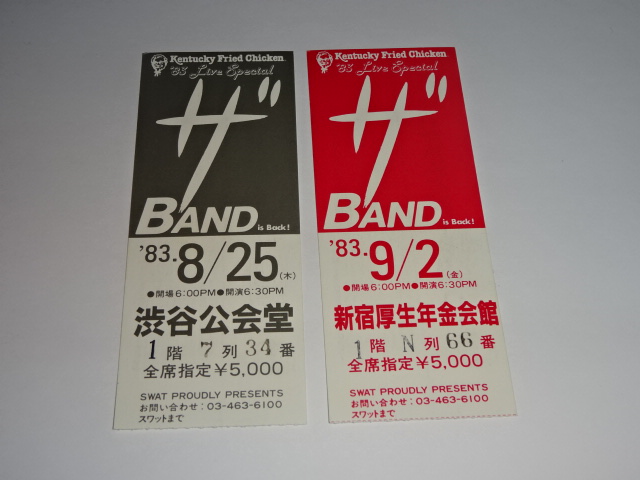 Kentucky Fried Chicken
'83 Live Special
ザ
BAND
is Back!
'83. 8/25(木)
●開場6:00PM ●開演6:30PM
渋谷公会堂
1階 7列 34番
全席指定¥5,000
SWAT PROUDLY PRESENTS
お問い合わせ:03-463-6100
スワットまで
Kentucky Fried Chicken
'83 Live Special
ザ
BAND
is Back!
'83. 9/2(金)
●開場6:00PM ●開演6:30PM
新宿厚生年金会館
1階 N列 66番
全席指定¥5,000
SWAT PROUDLY PRESENTS
お問い合わせ:03-463-6100
スワットまで